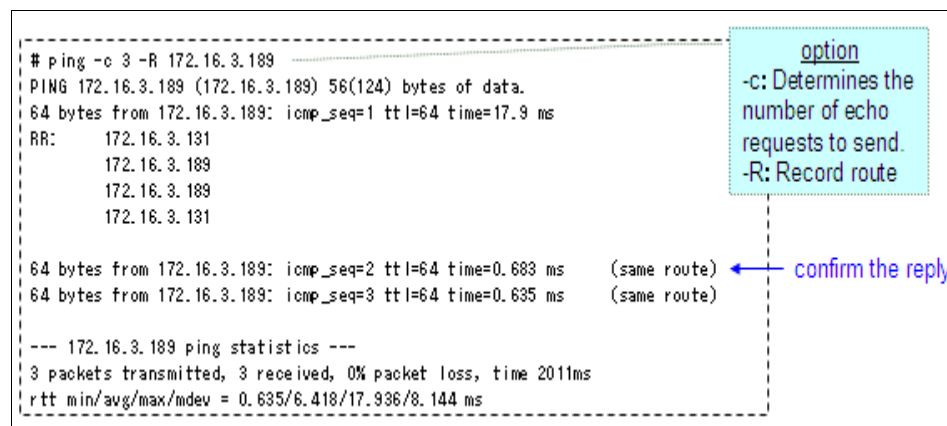 # ping -c 3 -R 172.16.3.189
PING 172.16.3.189 (172.16.3.189) 56(124) bytes of data.
64 bytes from 172.16.3.189: icmp_seq=1 ttl=64 time=17.9 ms
RR: 172.16.3.131
172.16.3.189
172.16.3.189
172.16.3.131
64 bytes from 172.16.3.189: icmp_seq=2 ttl=64 time=0.683 ms (same route)
64 bytes from 172.16.3.189: icmp_seq=3 ttl=64 time=0.635 ms (same route)
--- 172.16.3.189 ping statistics ---
3 packets transmitted, 3 received, 0% packet loss, time 2011ms
rtt min/avg/max/mdev = 0.635/6.418/17.936/8.144 ms
option
-c: Determines the
number of echo
requests to send.
-R: Record route
confirm the reply